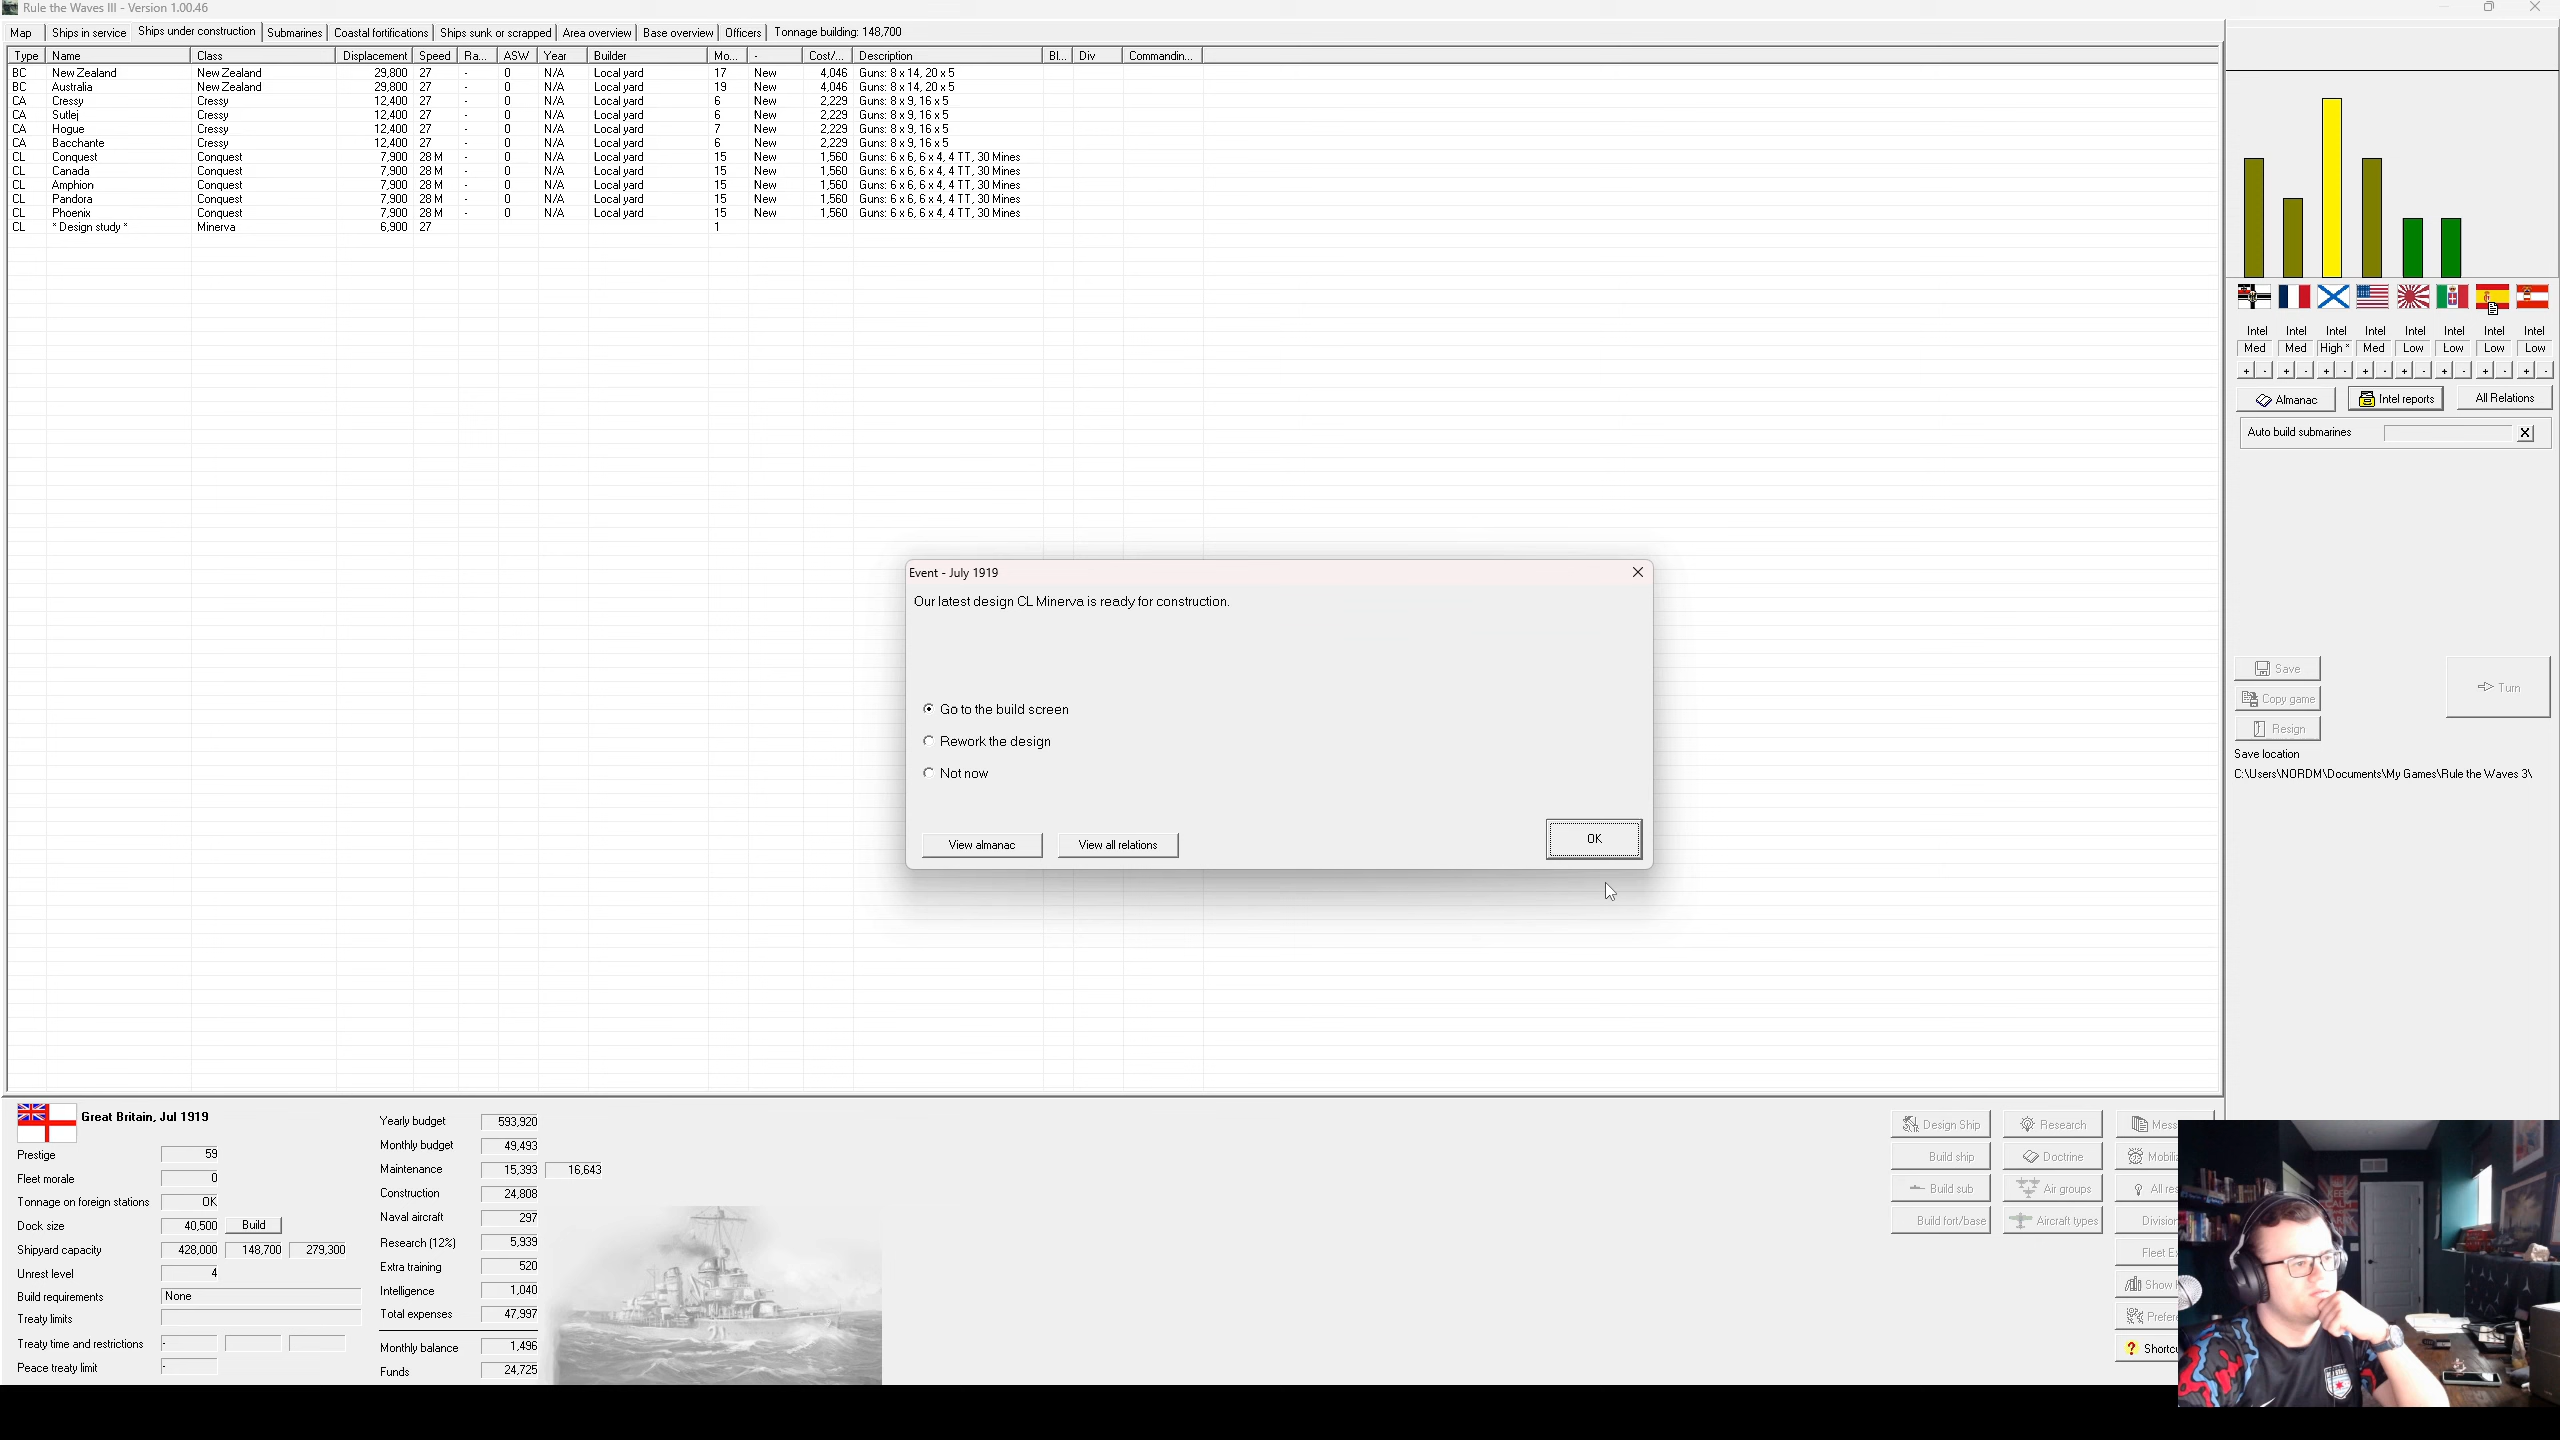 Rule the Waves III - Version 1.00.46
Map Ships in service Ships under construction Submarines Coastal fortifications Ships sunk or scrapped Area overview Base overview Officers Tonnage building: 148,700
Type Name Class Displacement Speed Ra... ASW Year Builder Mo... - Cost/... Description Bl... Div Commandin...
BC New Zealand New Zealand 29,800 27 - 0 N/A Local yard 17 New 4,046 Guns: 8 x 14, 20 x 5
BC Australia New Zealand 29,800 27 - 0 N/A Local yard 19 New 4,046 Guns: 8 x 14, 20 x 5
CA Cressy Cressy 12,400 27 - 0 N/A Local yard 6 New 2,229 Guns: 8 x 9, 16 x 5
CA Sutlej Cressy 12,400 27 - 0 N/A Local yard 6 New 2,229 Guns: 8 x 9, 16 x 5
CA Hogue Cressy 12,400 27 - 0 N/A Local yard 7 New 2,229 Guns: 8 x 9, 16 x 5
CA Bacchante Cressy 12,400 27 - 0 N/A Local yard 6 New 2,229 Guns: 8 x 9, 16 x 5
CL Conquest Conquest 7,900 28 M - 0 N/A Local yard 15 New 1,560 Guns: 6 x 6, 6 x 4, 4 TT, 30 Mines
CL Canada Conquest 7,900 28 M - 0 N/A Local yard 15 New 1,560 Guns: 6 x 6, 6 x 4, 4 TT, 30 Mines
CL Amphion Conquest 7,900 28 M - 0 N/A Local yard 15 New 1,560 Guns: 6 x 6, 6 x 4, 4 TT, 30 Mines
CL Pandora Conquest 7,900 28 M - 0 N/A Local yard 15 New 1,560 Guns: 6 x 6, 6 x 4, 4 TT, 30 Mines
CL Phoenix Conquest 7,900 28 M - 0 N/A Local yard 15 New 1,560 Guns: 6 x 6, 6 x 4, 4 TT, 30 Mines
CL * Design study * Minerva 6,900 27 1
Intel Intel Intel Intel Intel Intel Intel Intel
Med Med High * Med Low Low Low Low
+ - + - + - + - + - + - + - + -
Almanac Intel reports All Relations
Auto build submarines X
Event - July 1919
Our latest design CL Minerva is ready for construction.
Go to the build screen
Rework the design
Not now
View almanac View all relations OK
Save
Copy game
Turn
Resign
Save location
C:\Users\NORDM\Documents\My Games\Rule the Waves 3\
Great Britain, Jul 1919
Prestige 59
Fleet morale 0
Tonnage on foreign stations OK
Dock size 40,500 Build
Shipyard capacity 428,000 148,700 279,300
Unrest level 4
Build requirements None
Treaty limits
Treaty time and restrictions -
Peace treaty limit -
Yearly budget 593,920
Monthly budget 49,493
Maintenance 15,393 16,643
Construction 24,808
Naval aircraft 297
Research (12%) 5,939
Extra training 520
Intelligence 1,040
Total expenses 47,997
Monthly balance 1,496
Funds 24,725
Design Ship Research Mess
Build ship Doctrine Mobiliz
Build sub Air groups All res
Build fort/base Aircraft types Division
Fleet E
Show
Prefere
? Shortcu